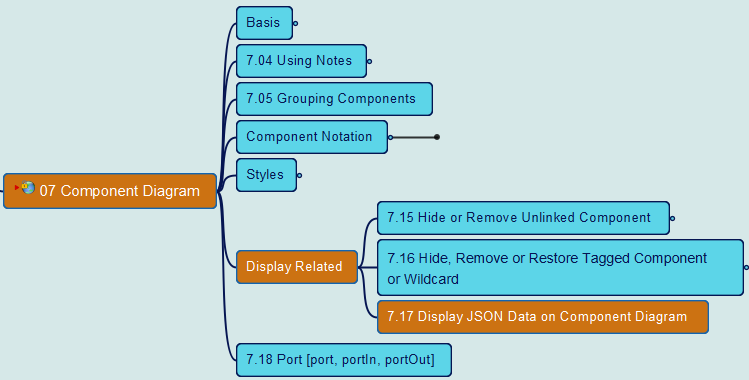 Basis
7.04 Using Notes
7.05 Grouping Components
Component Notation
Styles
07 Component Diagram
7.15 Hide or Remove Unlinked Component
Display Related
7.16 Hide, Remove or Restore Tagged Component
or Wildcard
7.17 Display JSON Data on Component Diagram
7.18 Port [port, portIn, portOut]